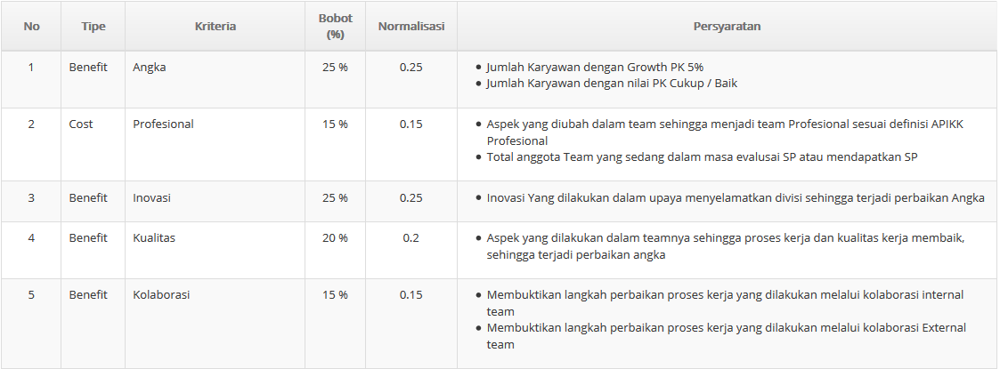 No Tipe Kriteria Bobot (%) Normalisasi Persyaratan
1 Benefit Angka 25 % 0.25 • Jumlah Karyawan dengan Growth PK 5%
• Jumlah Karyawan dengan nilai PK Cukup / Baik
2 Cost Profesional 15 % 0.15 • Aspek yang diubah dalam team sehingga menjadi team Profesional sesuai definisi APIKK
Profesional
• Total anggota Team yang sedang dalam masa evalusai SP atau mendapatkan SP
3 Benefit Inovasi 25 % 0.25 • Inovasi Yang dilakukan dalam upaya menyelamatkan divisi sehingga terjadi perbaikan Angka
4 Benefit Kualitas 20 % 0.2 • Aspek yang dilakukan dalam teamnya sehingga proses kerja dan kualitas kerja membaik,
sehingga terjadi perbaikan angka
5 Benefit Kolaborasi 15 % 0.15 • Membuktikan langkah perbaikan proses kerja yang dilakukan melalui kolaborasi internal
team
• Membuktikan langkah perbaikan proses kerja yang dilakukan melalui kolaborasi External
team